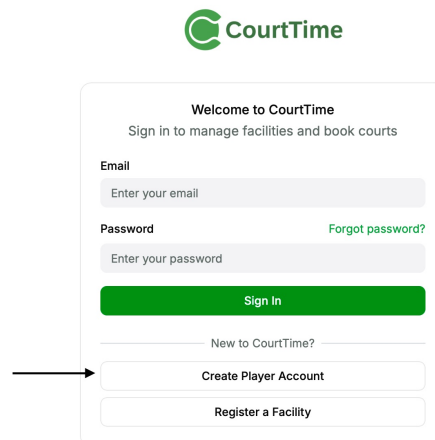 CourtTime
Welcome to CourtTime
Sign in to manage facilities and book courts
Email
Enter your email
Password Forgot password?
Enter your password
Sign In
New to CourtTime?
Create Player Account
Register a Facility